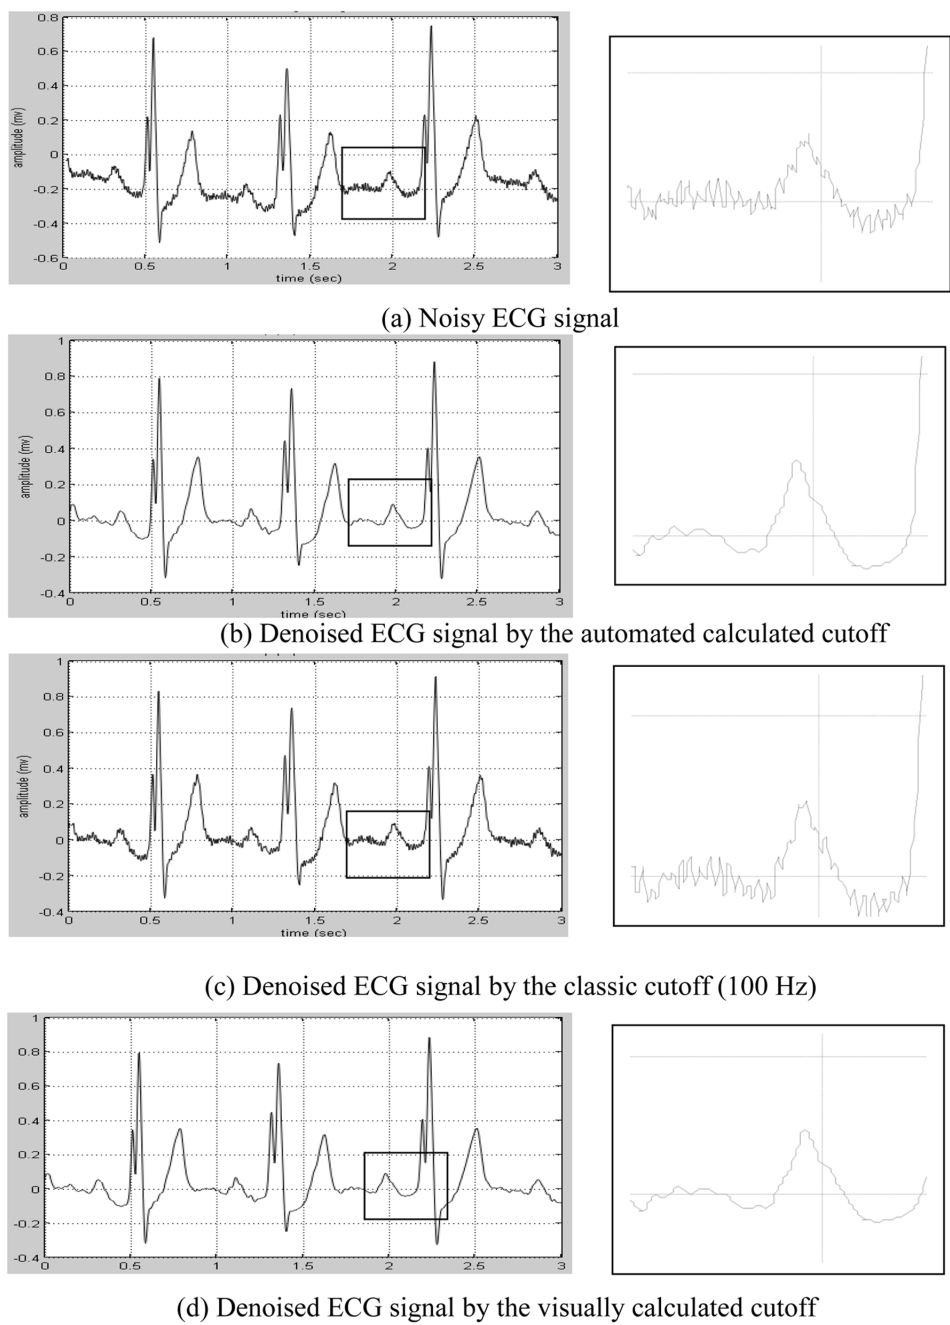 0.8
0.6
0.4
0.2
0
-0.2
-0.4
-0.6
amplitude (mv)
0 0.5 1 1.5 2 2.5 3
time (sec)
(a) Noisy ECG signal
1
0.8
0.6
0.4
0.2
0
-0.2
-0.4
amplitude (mv)
0 0.5 1 1.5 2 2.5 3
time (sec)
(b) Denoised ECG signal by the automated calculated cutoff
1
0.8
0.6
0.4
0.2
0
-0.2
-0.4
amplitude (mv)
0 0.5 1 1.5 2 2.5 3
time (sec)
(c) Denoised ECG signal by the classic cutoff (100 Hz)
1
0.8
0.6
0.4
0.2
0
-0.2
-0.4
0 0.5 1 1.5 2 2.5 3
(d) Denoised ECG signal by the visually calculated cutoff